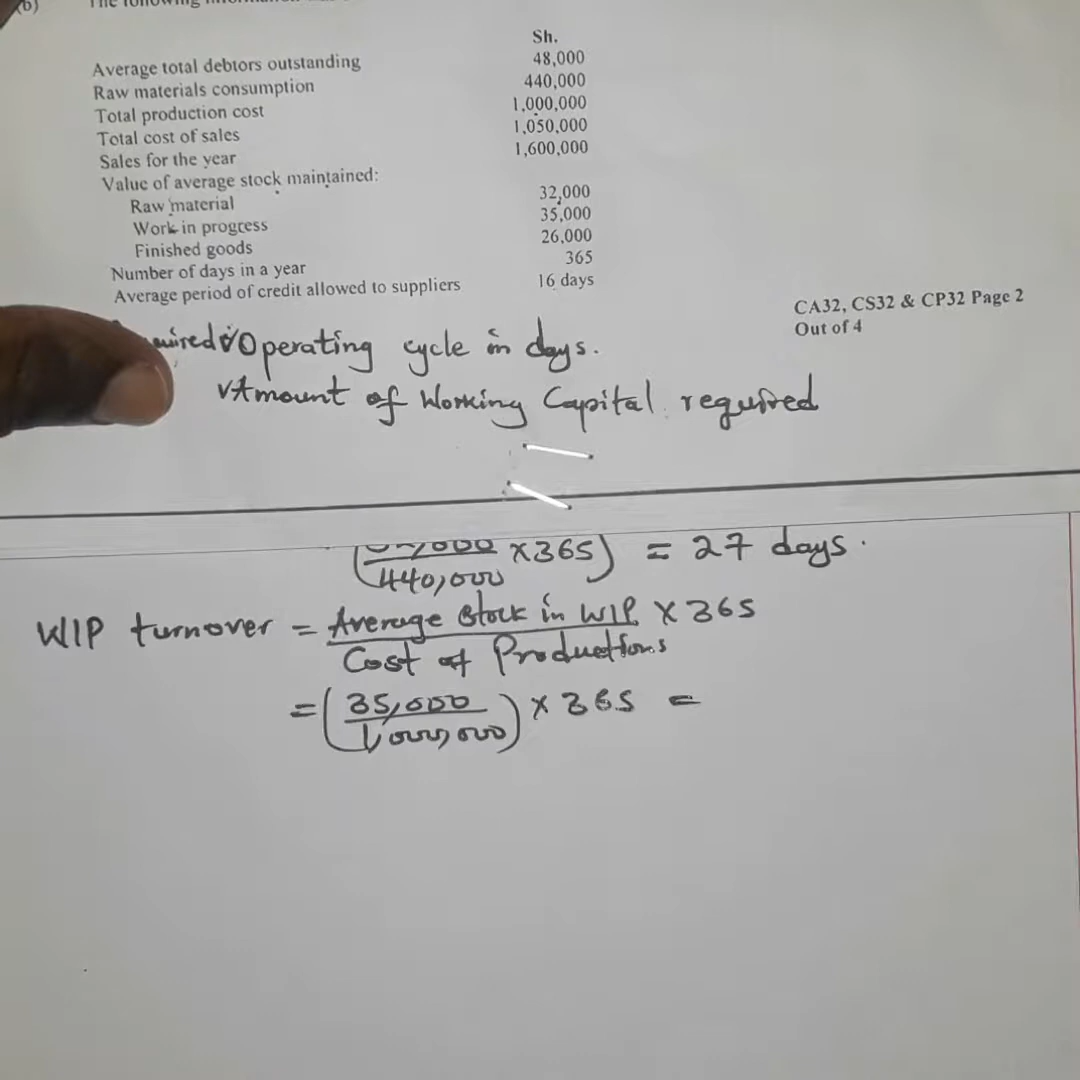 b)
The following information
Sh.
Average total debtors outstanding 48,000
Raw materials consumption 440,000
Total production cost 1,000,000
Total cost of sales 1,050,000
Sales for the year 1,600,000
Value of average stock maintained:
Raw material 32,000
Work in progress 35,000
Finished goods 26,000
Number of days in a year 365
Average period of credit allowed to suppliers 16 days
CA32, CS32 & CP32 Page 2
Out of 4
Operating cycle in days.
Amount of Working Capital required
440,000 x365) = 27 days.
WIP turnover = Average Stock in WIP x 365
Cost of Productions
= (35,000 / 1,000,000) x 365 =